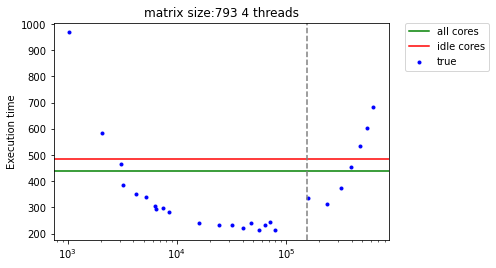 matrix size:793 4 threads
Execution time
1000
900
800
700
600
500
400
300
200
10³
10⁴
10⁵
all cores
idle cores
true